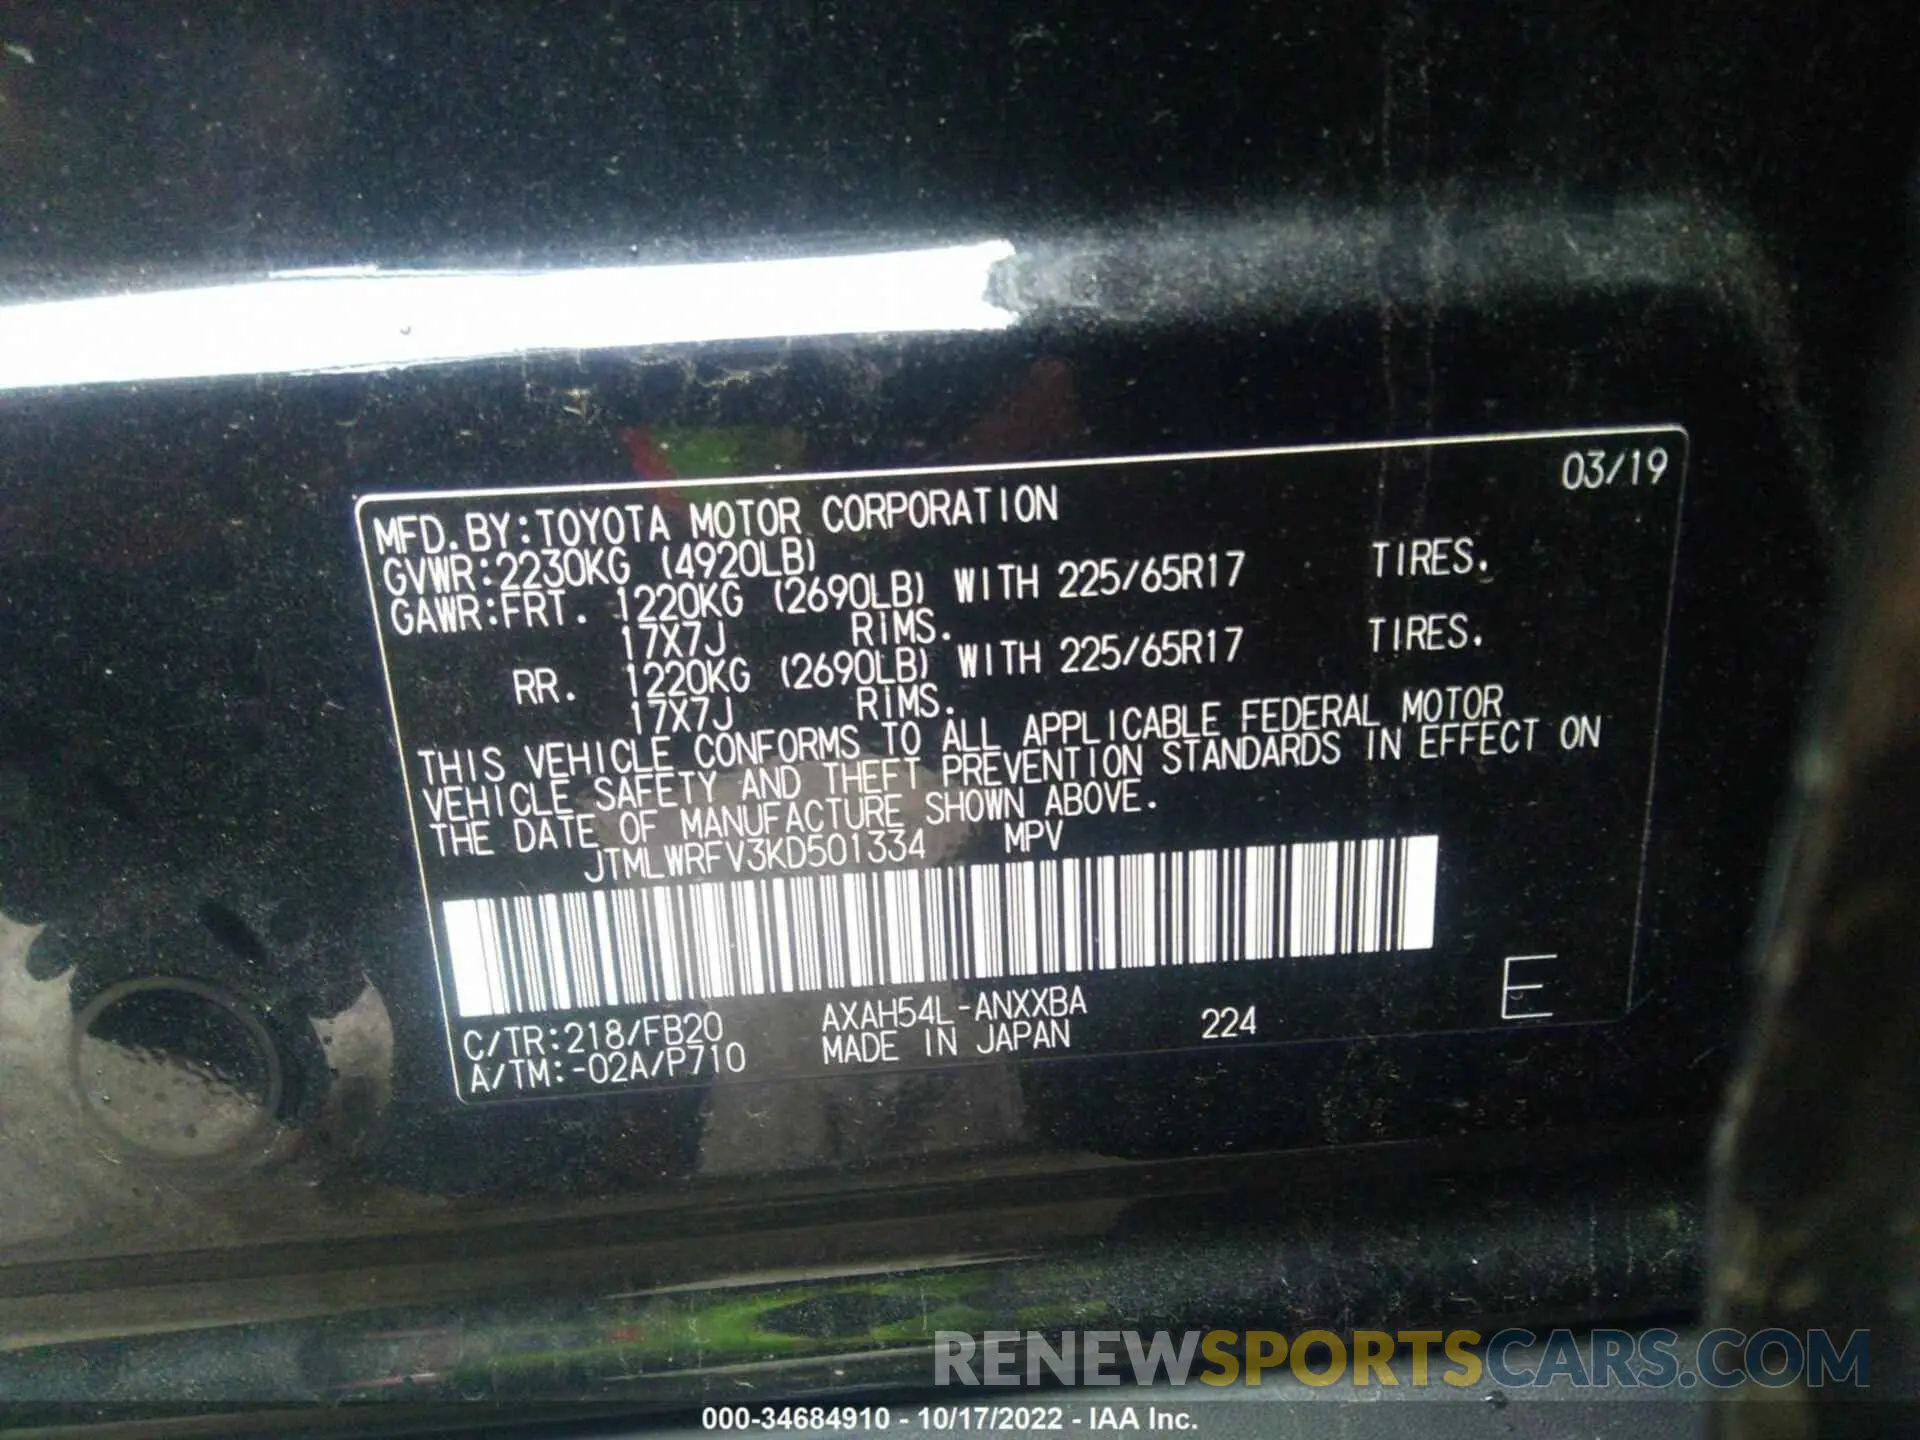 03/19
MFD.BY:TOYOTA MOTOR CORPORATION
GVWR:2230KG (4920LB)
GAWR:FRT. 1220KG (2690LB) WITH 225/65R17 TIRES.
17X7J RIMS.
RR. 1220KG (2690LB) WITH 225/65R17 TIRES.
17X7J RIMS.
THIS VEHICLE CONFORMS TO ALL APPLICABLE FEDERAL MOTOR
VEHICLE SAFETY AND THEFT PREVENTION STANDARDS IN EFFECT ON
THE DATE OF MANUFACTURE SHOWN ABOVE.
JTMLWRFV3KD501334 MPV
C/TR:218/FB20 AXAH54L-ANXXBA 224 E
A/TM:-02A/P710 MADE IN JAPAN
RENEWSPORTSCARS.COM
000-34684910 - 10/17/2022 - IAA Inc.